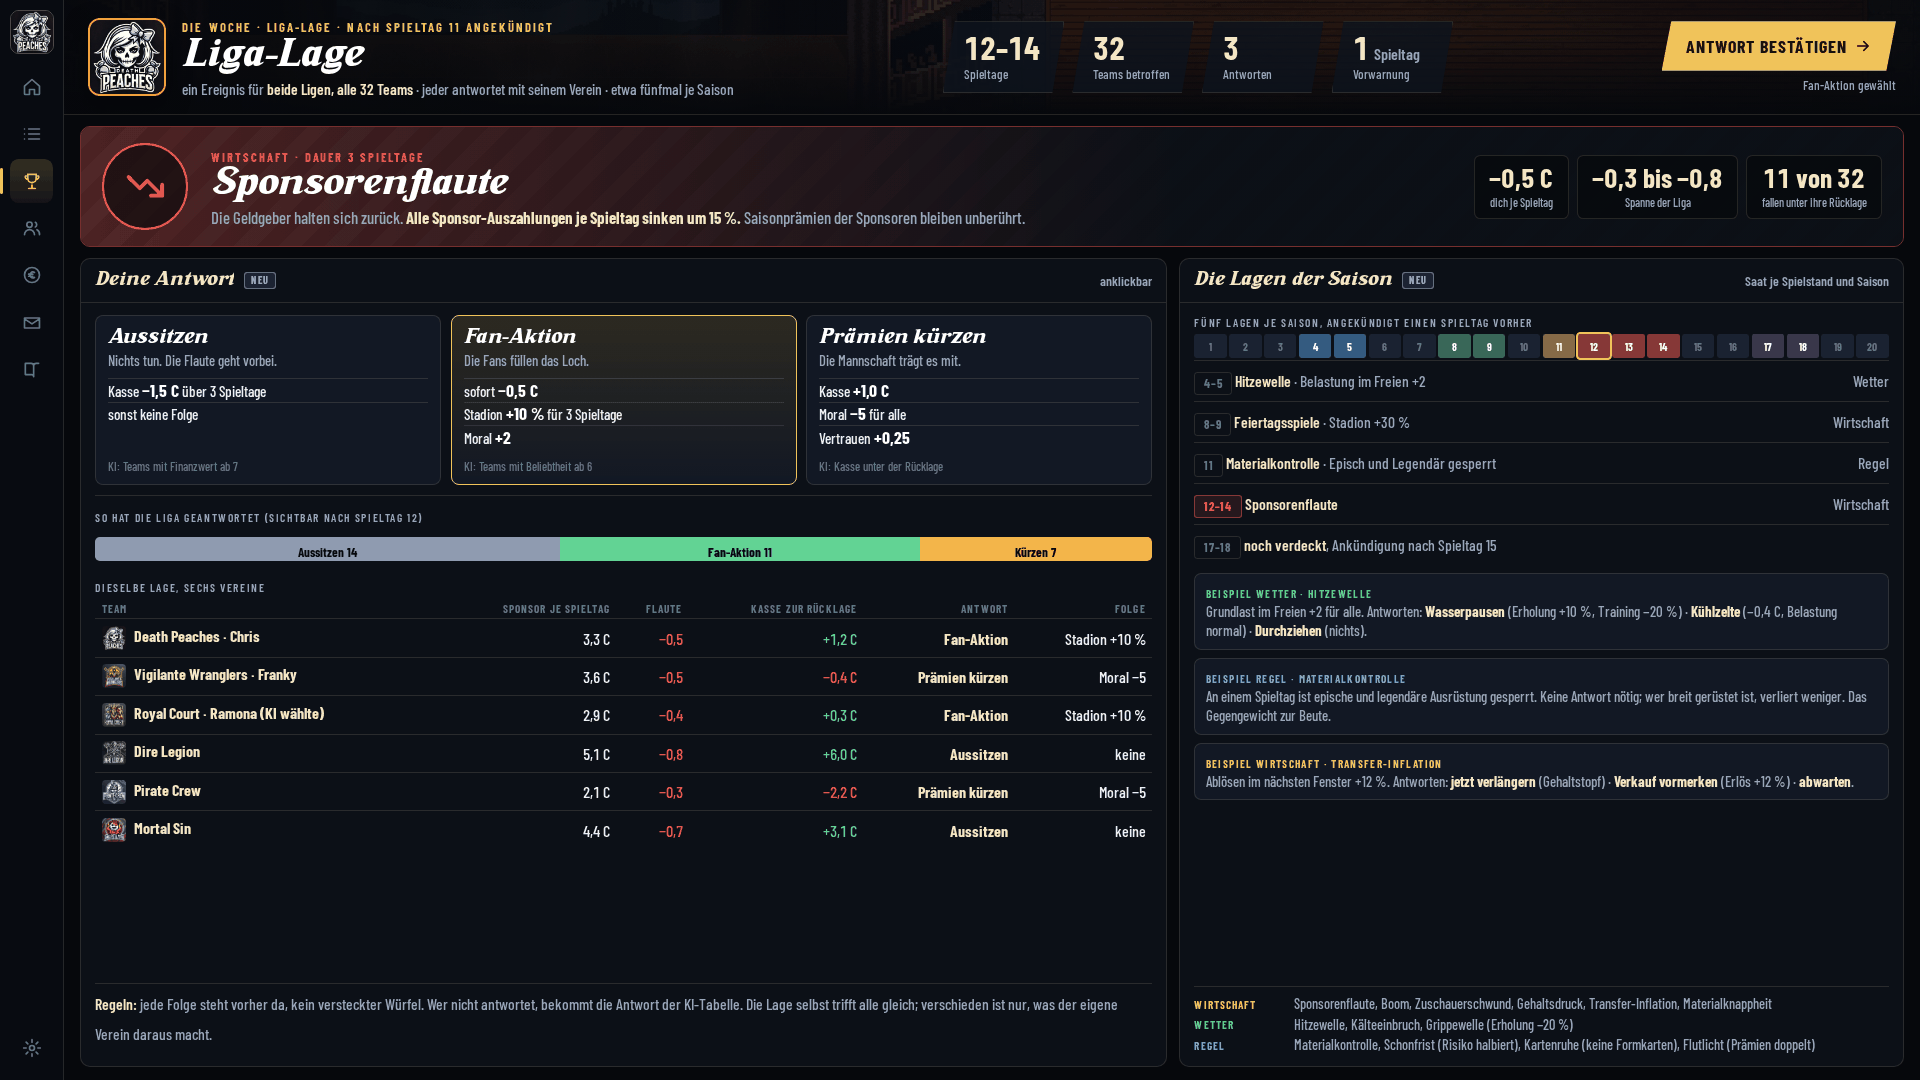 DIE WOCHE · LIGA-LAGE · NACH SPIELTAG 11 ANGEKÜNDIGT
Liga-Lage
ein Ereignis für beide Ligen, alle 32 Teams · jeder antwortet mit seinem Verein · etwa fünfmal je Saison
12–14
Spieltage
32
Teams betroffen
3
Antworten
1 Spieltag
Vorwarnung
ANTWORT BESTÄTIGEN →
Fan-Aktion gewählt
WIRTSCHAFT · DAUER 3 SPIELTAGE
Sponsorenflaute
Die Geldgeber halten sich zurück. Alle Sponsor-Auszahlungen je Spieltag sinken um 15 %. Saisonprämien der Sponsoren bleiben unberührt.
−0,5 C
dich je Spieltag
−0,3 bis −0,8
Spanne der Liga
11 von 32
fallen unter ihre Rücklage
Deine Antwort NEU
anklickbar
Aussitzen
Nichts tun. Die Flaute geht vorbei.
Kasse −1,5 C über 3 Spieltage
sonst keine Folge
KI: Teams mit Finanzwert ab 7
Fan-Aktion
Die Fans füllen das Loch.
sofort −0,5 C
Stadion +10 % für 3 Spieltage
Moral +2
KI: Teams mit Beliebtheit ab 6
Prämien kürzen
Die Mannschaft trägt es mit.
Kasse +1,0 C
Moral −5 für alle
Vertrauen +0,25
KI: Kasse unter der Rücklage
SO HAT DIE LIGA GEANTWORTET (SICHTBAR NACH SPIELTAG 12)
Aussitzen 14 Fan-Aktion 11 Kürzen 7
DIESELBE LAGE, SECHS VEREINE
TEAM SPONSOR JE SPIELTAG FLAUTE KASSE ZUR RÜCKLAGE ANTWORT FOLGE
Death Peaches · Chris 3,3 C −0,5 +1,2 C Fan-Aktion Stadion +10 %
Vigilante Wranglers · Franky 3,6 C −0,5 −0,4 C Prämien kürzen Moral −5
Royal Court · Ramona (KI wählte) 2,9 C −0,4 +0,3 C Fan-Aktion Stadion +10 %
Dire Legion 5,1 C −0,8 +6,0 C Aussitzen keine
Pirate Crew 2,1 C −0,3 −2,2 C Prämien kürzen Moral −5
Mortal Sin 4,4 C −0,7 +3,1 C Aussitzen keine
Regeln: jede Folge steht vorher da, kein versteckter Würfel. Wer nicht antwortet, bekommt die Antwort der KI-Tabelle. Die Lage selbst trifft alle gleich; verschieden ist nur, was der eigene
Verein daraus macht.
Die Lagen der Saison NEU
Saat je Spielstand und Saison
FÜNF LAGEN JE SAISON, ANGEKÜNDIGT EINEN SPIELTAG VORHER
1 2 3 4 5 6 7 8 9 10 11 12 13 14 15 16 17 18 19 20
4–5 Hitzewelle · Belastung im Freien +2 Wetter
8–9 Feiertagsspiele · Stadion +30 % Wirtschaft
11 Materialkontrolle · Episch und Legendär gesperrt Regel
12–14 Sponsorenflaute Wirtschaft
17–18 noch verdeckt, Ankündigung nach Spieltag 15
BEISPIEL WETTER · HITZEWELLE
Grundlast im Freien +2 für alle. Antworten: Wasserpausen (Erholung +10 %, Training −20 %) · Kühlzelte (−0,4 C, Belastung
normal) · Durchziehen (nichts).
BEISPIEL REGEL · MATERIALKONTROLLE
An einem Spieltag ist epische und legendäre Ausrüstung gesperrt. Keine Antwort nötig; wer breit gerüstet ist, verliert weniger. Das
Gegengewicht zur Beute.
BEISPIEL WIRTSCHAFT · TRANSFER-INFLATION
Ablösen im nächsten Fenster +12 %. Antworten: jetzt verlängern (Gehaltstopf) · Verkauf vormerken (Erlös +12 %) · abwarten.
WIRTSCHAFT Sponsorenflaute, Boom, Zuschauerschwund, Gehaltsdruck, Transfer-Inflation, Materialknappheit
WETTER Hitzewelle, Kälteeinbruch, Grippewelle (Erholung −20 %)
REGEL Materialkontrolle, Schonfrist (Risiko halbiert), Kartenruhe (keine Formkarten), Flutlicht (Prämien doppelt)